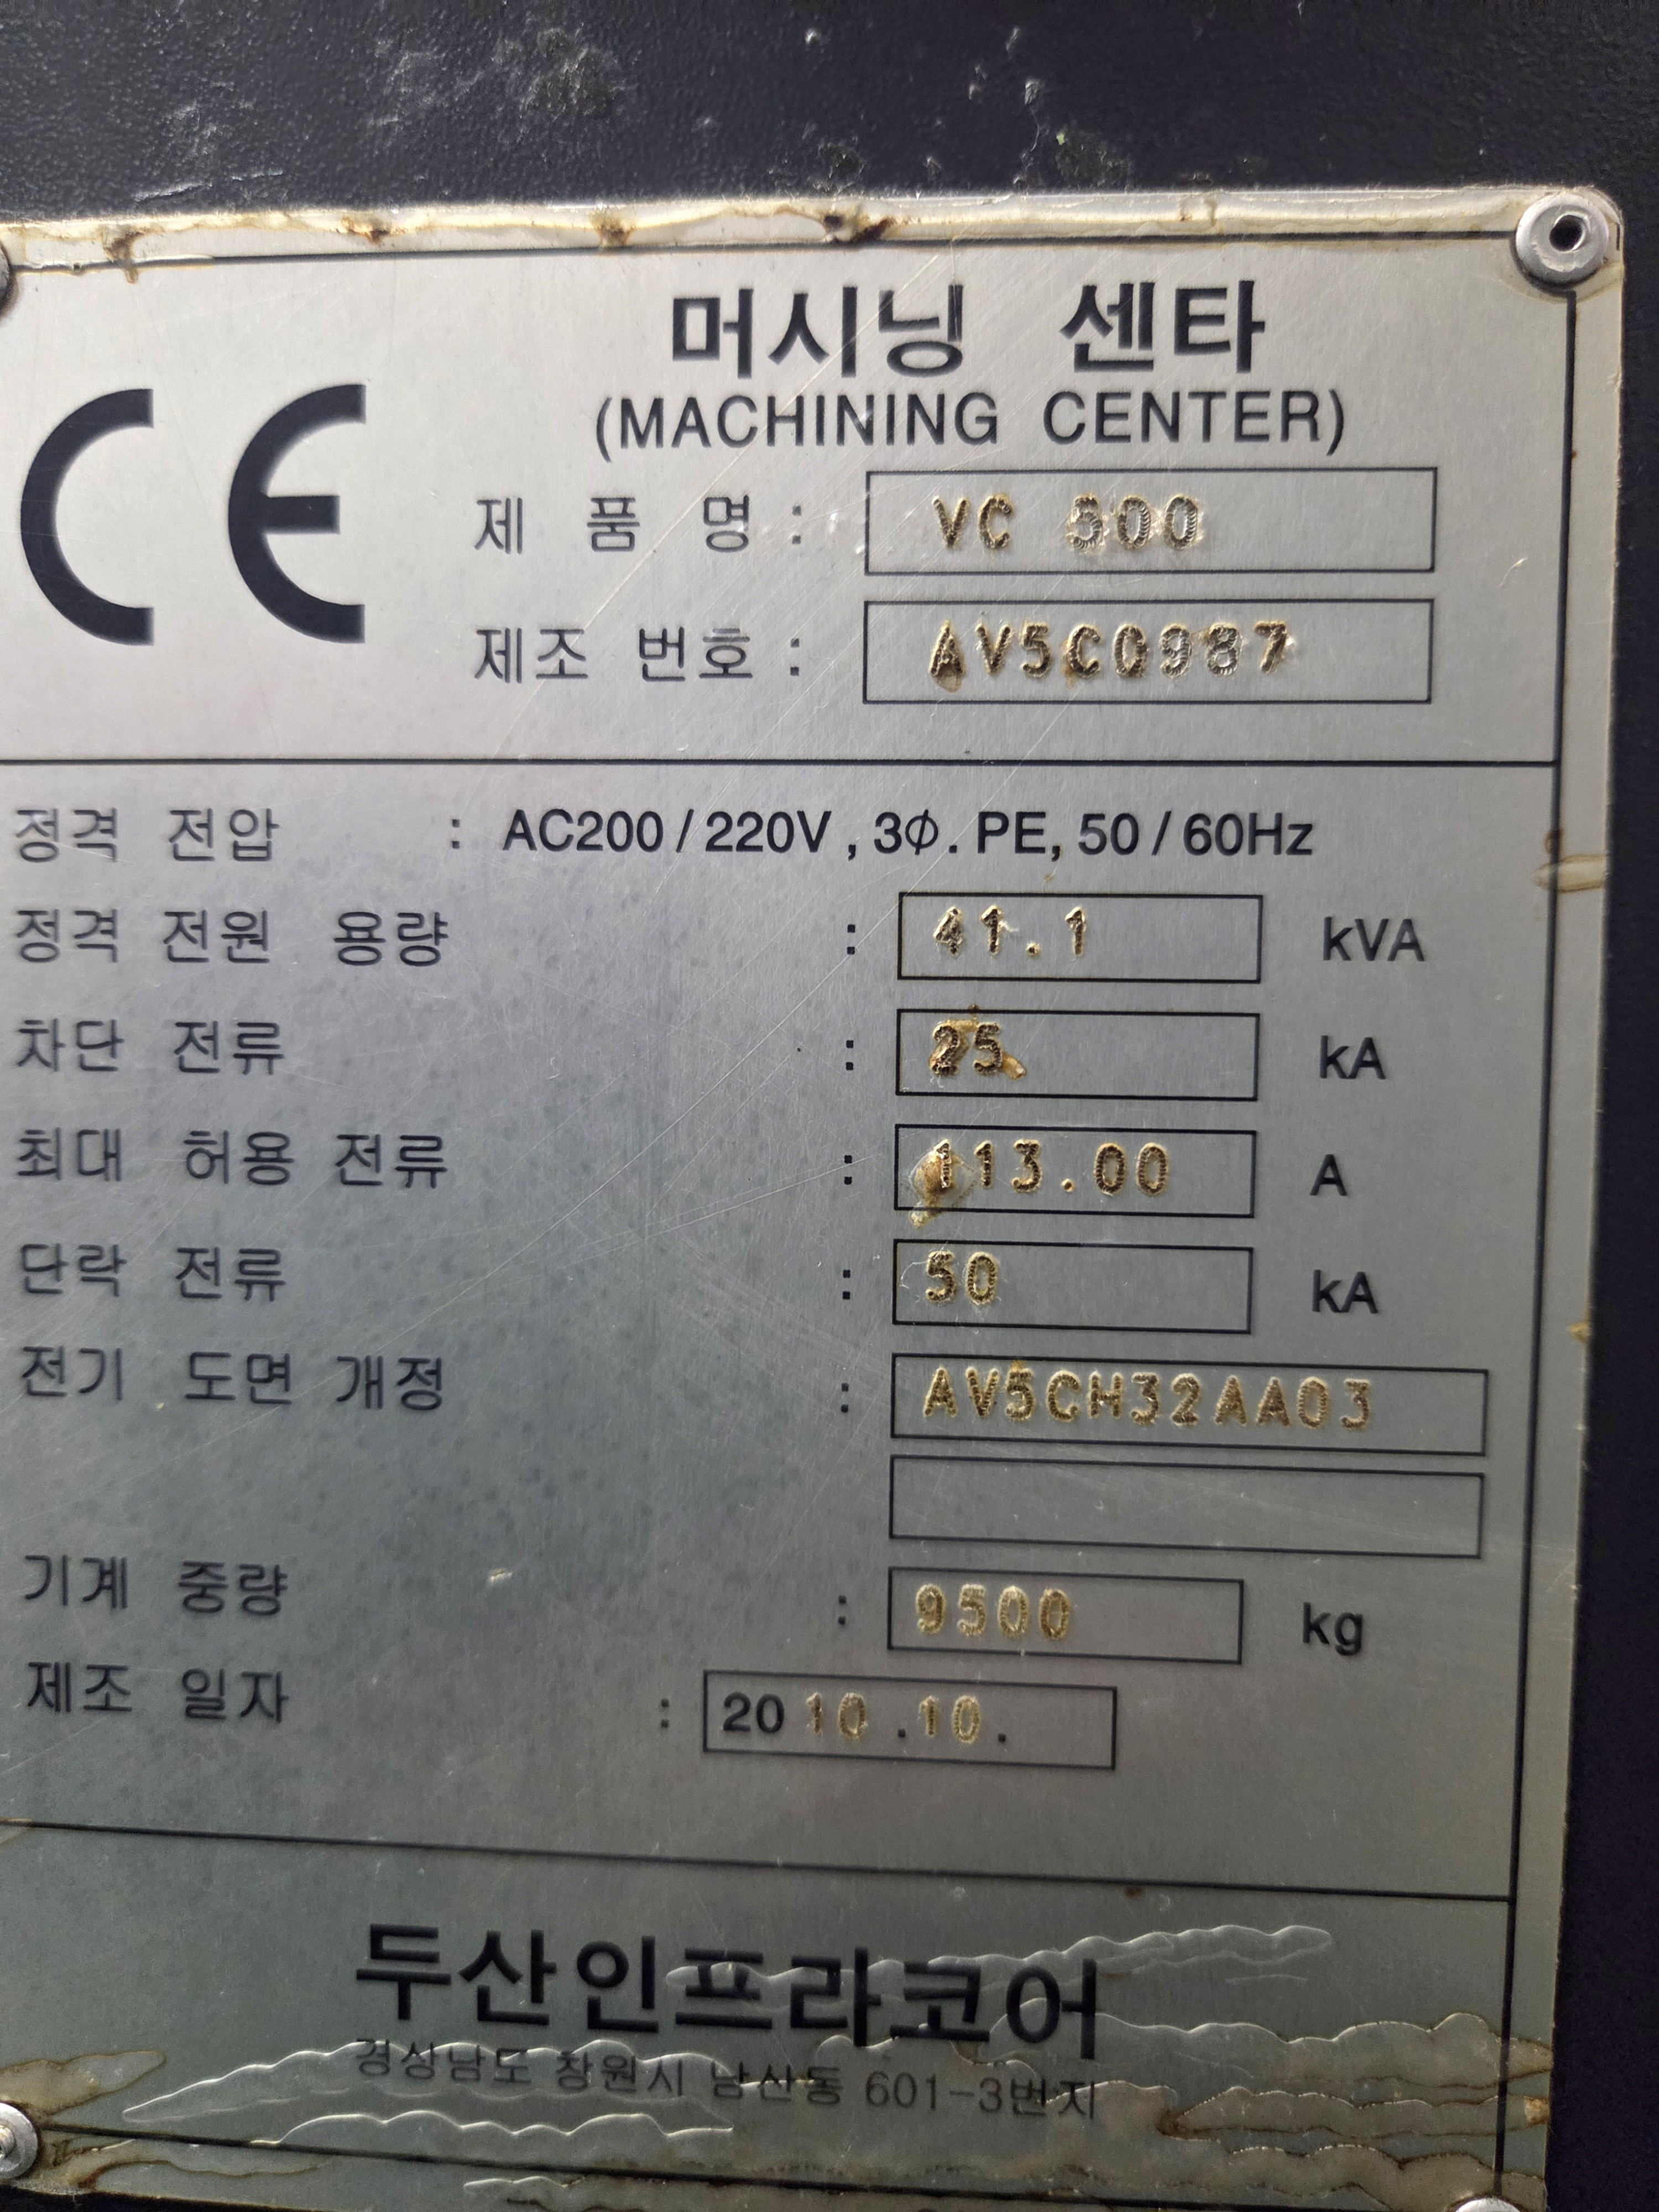 CE
머시닝 센타
(MACHINING CENTER)
제 품 명 : VC 500
제조 번호 : AV5C0987
정격 전압 : AC200/220V, 3Φ. PE, 50/60Hz
정격 전원 용량 : 41.1 kVA
차단 전류 : 25 kA
최대 허용 전류 : 113.00 A
단락 전류 : 50 kA
전기 도면 개정 : AV5CH32AA03
기계 중량 : 9500 kg
제조 일자 : 2010.10.
두산인프라코어
경상남도 창원시 남산동 601-3번지